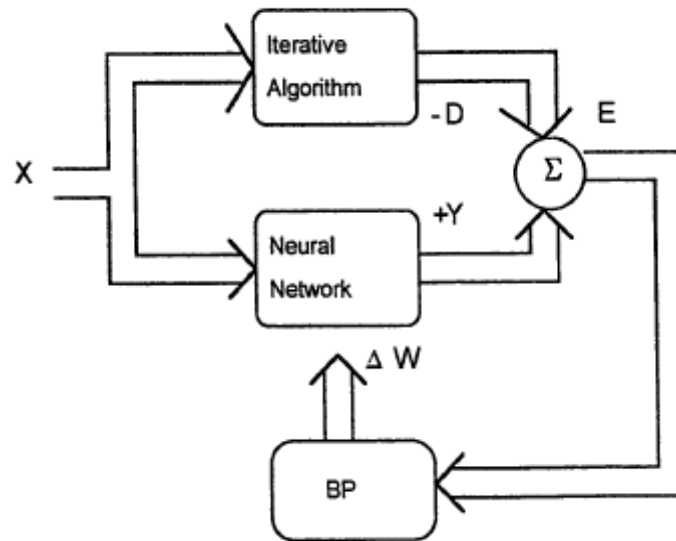 Iterative
Algorithm
- D
E
X
Σ
+Y
Neural
Network
Δ W
BP